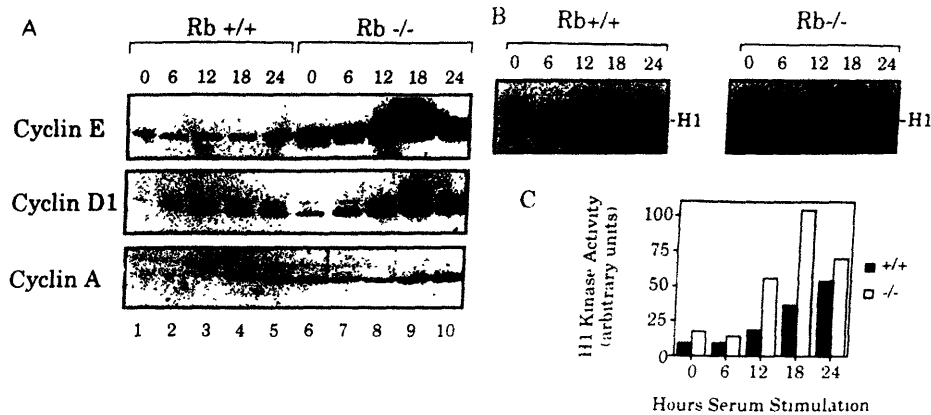 A
Rb +/+ Rb -/-
0 6 12 18 24 0 6 12 18 24
Cyclin E
Cyclin D1
Cyclin A
1 2 3 4 5 6 7 8 9 10
B
Rb+/+ Rb-/-
0 6 12 18 24 0 6 12 18 24
-H1 -H1
C
H1 Kinase Activity
(arbitrary units)
100
75
50
25
0
+/+
-/-
0 6 12 18 24
Hours Serum Stimulation